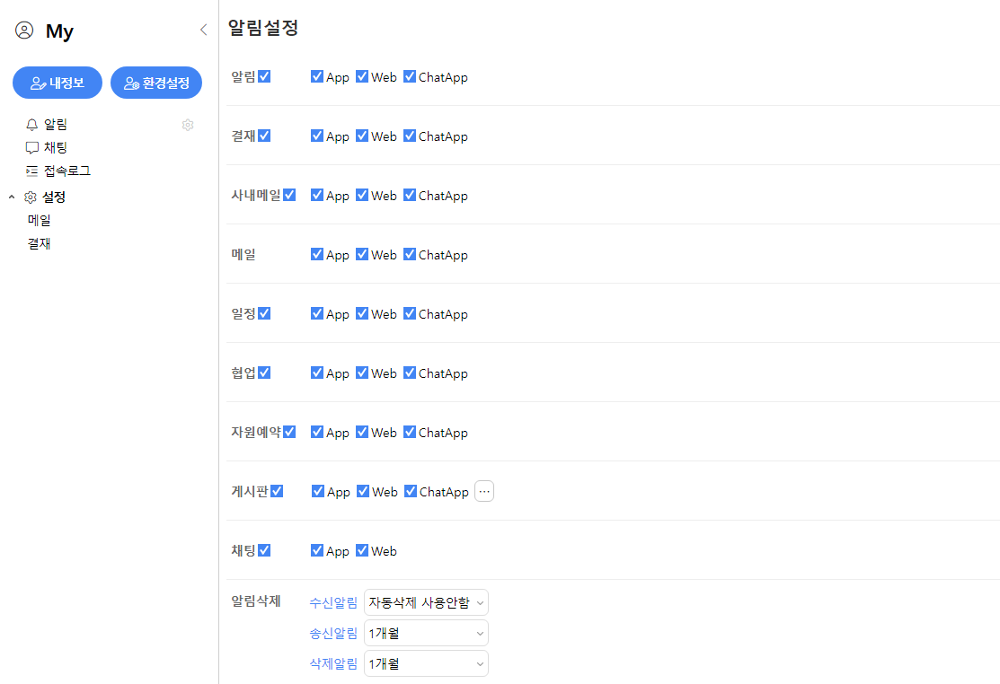 My
내정보 환경설정
알림
채팅
접속로그
설정
메일
결재
알림설정
알림 App Web ChatApp
결재 App Web ChatApp
사내메일 App Web ChatApp
메일 App Web ChatApp
일정 App Web ChatApp
협업 App Web ChatApp
자원예약 App Web ChatApp
게시판 App Web ChatApp ...
채팅 App Web
알림삭제 수신알림 자동삭제 사용안함
송신알림 1개월
삭제알림 1개월